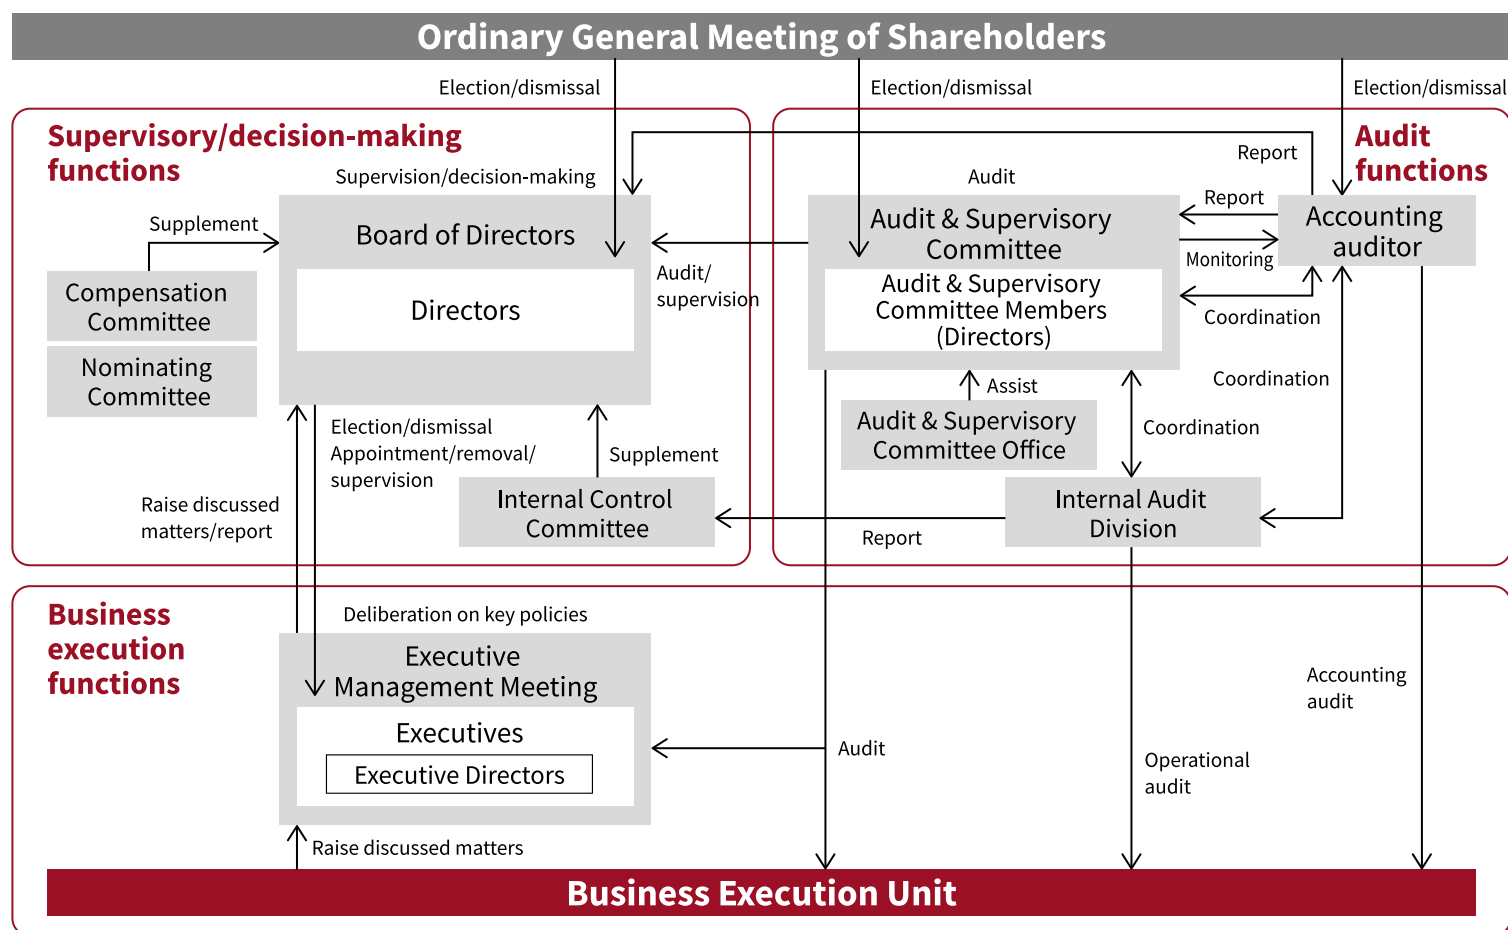 Ordinary General Meeting of Shareholders
Election/dismissal
Election/dismissal
Election/dismissal
Supervisory/decision-making
functions
Audit
functions
Supervision/decision-making
Audit
Report
Report
Supplement
Board of Directors
Directors
Audit & Supervisory
Committee
Audit & Supervisory
Committee Members
(Directors)
Accounting
auditor
Monitoring
Audit/
supervision
Coordination
Compensation
Committee
Nominating
Committee
Coordination
Assist
Audit & Supervisory
Committee Office
Coordination
Election/dismissal
Appointment/removal/
supervision
Supplement
Raise discussed
matters/report
Internal Control
Committee
Internal Audit
Division
Report
Business
execution
functions
Deliberation on key policies
Executive
Management Meeting
Executives
Executive Directors
Audit
Operational
audit
Accounting
audit
Raise discussed matters
Business Execution Unit